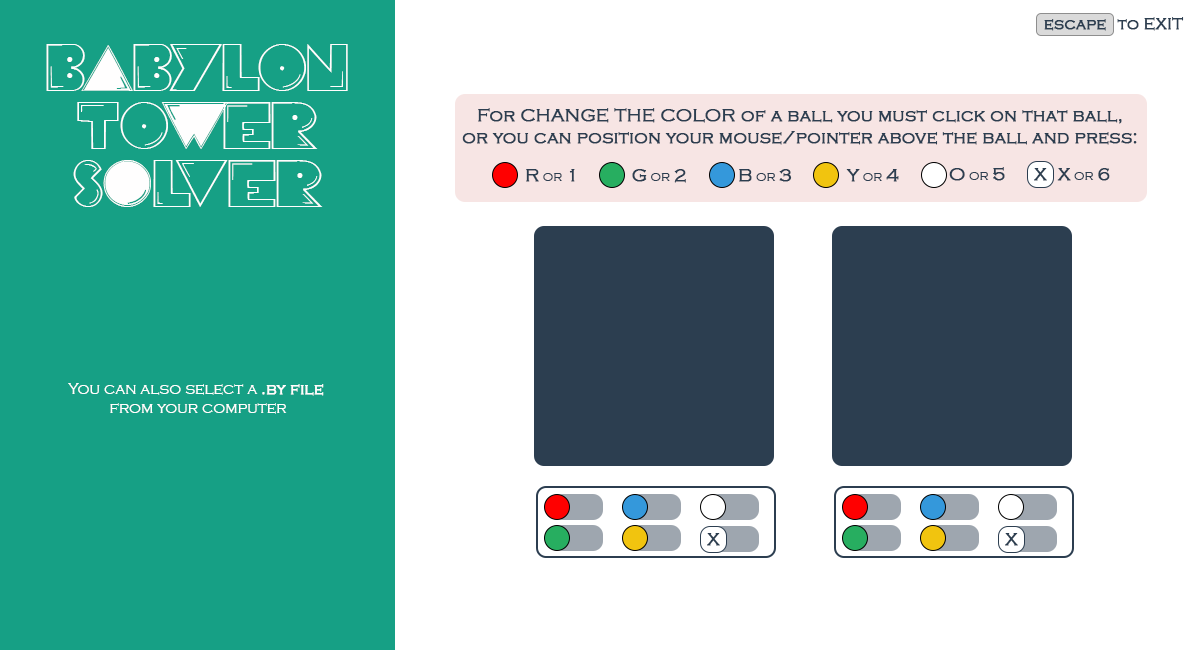 BABYLON
TOWER
SOLVER
You can also select a .by file
from your computer
ESCAPE to EXIT
For CHANGE THE COLOR of a ball you must click on that ball,
or you can position your mouse/pointer above the ball and press:
R or 1 G or 2 B or 3 Y or 4 O or 5 X X or 6
X X